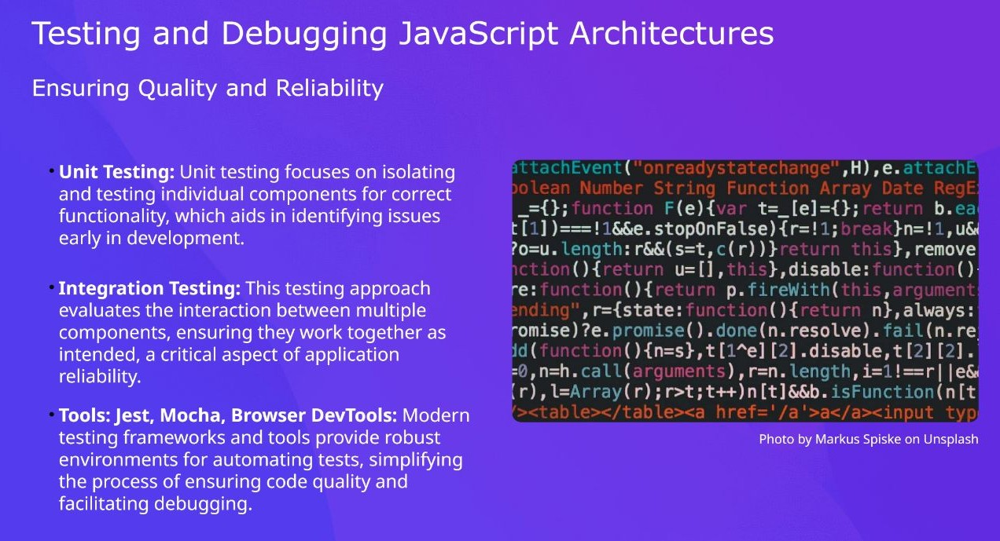 Testing and Debugging JavaScript Architectures
Ensuring Quality and Reliability
• Unit Testing: Unit testing focuses on isolating
and testing individual components for correct
functionality, which aids in identifying issues
early in development.
• Integration Testing: This testing approach
evaluates the interaction between multiple
components, ensuring they work together as
intended, a critical aspect of application
reliability.
• Tools: Jest, Mocha, Browser DevTools: Modern
testing frameworks and tools provide robust
environments for automating tests, simplifying
the process of ensuring code quality and
facilitating debugging.
attachEvent("onreadystatechange",H),e.attachE
oolean Number String Function Array Date RegE
_={};function F(e){var t=_[e]={};return b.ea
t[1])===!1&&e.stopOnFalse){r=!1;break}n=!1,u&
?o=u.length:r&&(s=t,c(r))}return this},remove
nction(){return u=[],this},disable:function()
re:function(){return p.fireWith(this,argument
ending",r={state:function(){return n},always:
romise)?e.promise().done(n.resolve).fail(n.re
dd(function(){n=s},t[1^e][2].disable,t[2][2].
=0,n=h.call(arguments),r=n.length,i=1!==r||e&
(r),l=Array(r);r>t;t++)n[t]&&b.isFunction(n[t
/><table></table><a href='/a'>a</a><input typ
Photo by Markus Spiske on Unsplash